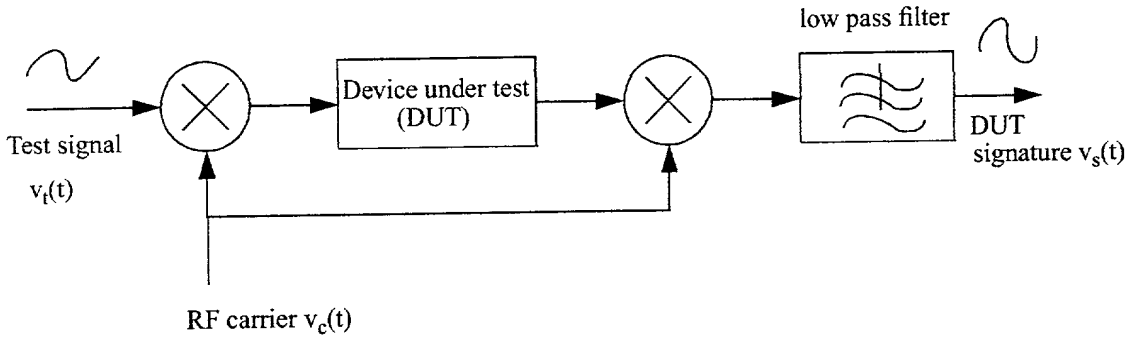 low pass filter
Device under test
(DUT)
Test signal
v_t(t)
DUT
signature v_s(t)
RF carrier v_c(t)